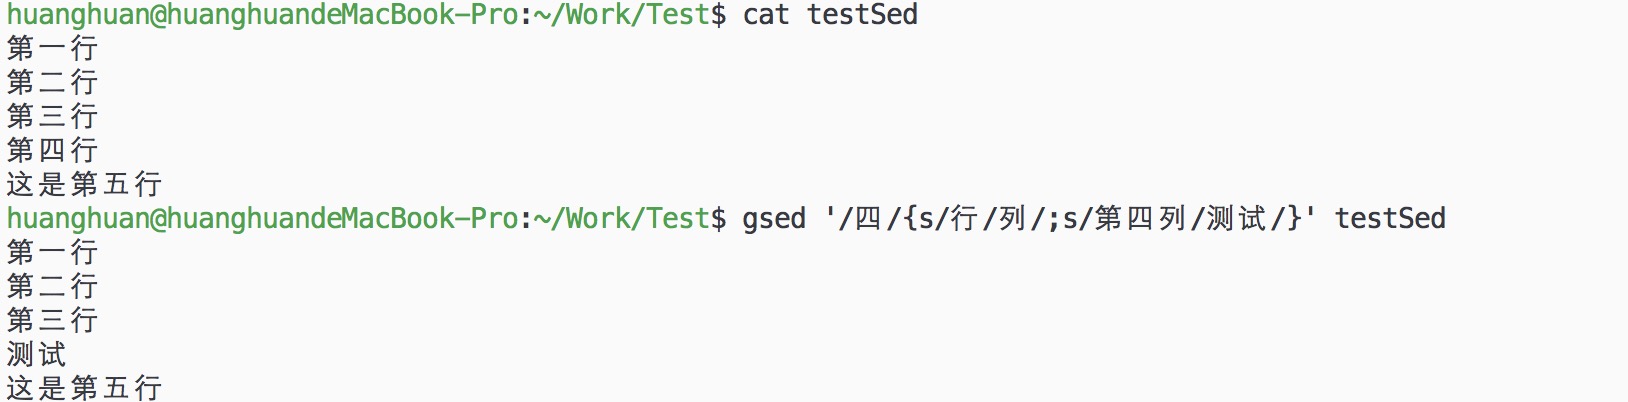 huanghuan@huanghuandeMacBook-Pro:~/Work/Test$ cat testSed
第一行
第二行
第三行
第四行
这是第五行
huanghuan@huanghuandeMacBook-Pro:~/Work/Test$ gsed '/四/{s/行/列/;s/第四列/测试/}' testSed
第一行
第二行
第三行
测试
这是第五行